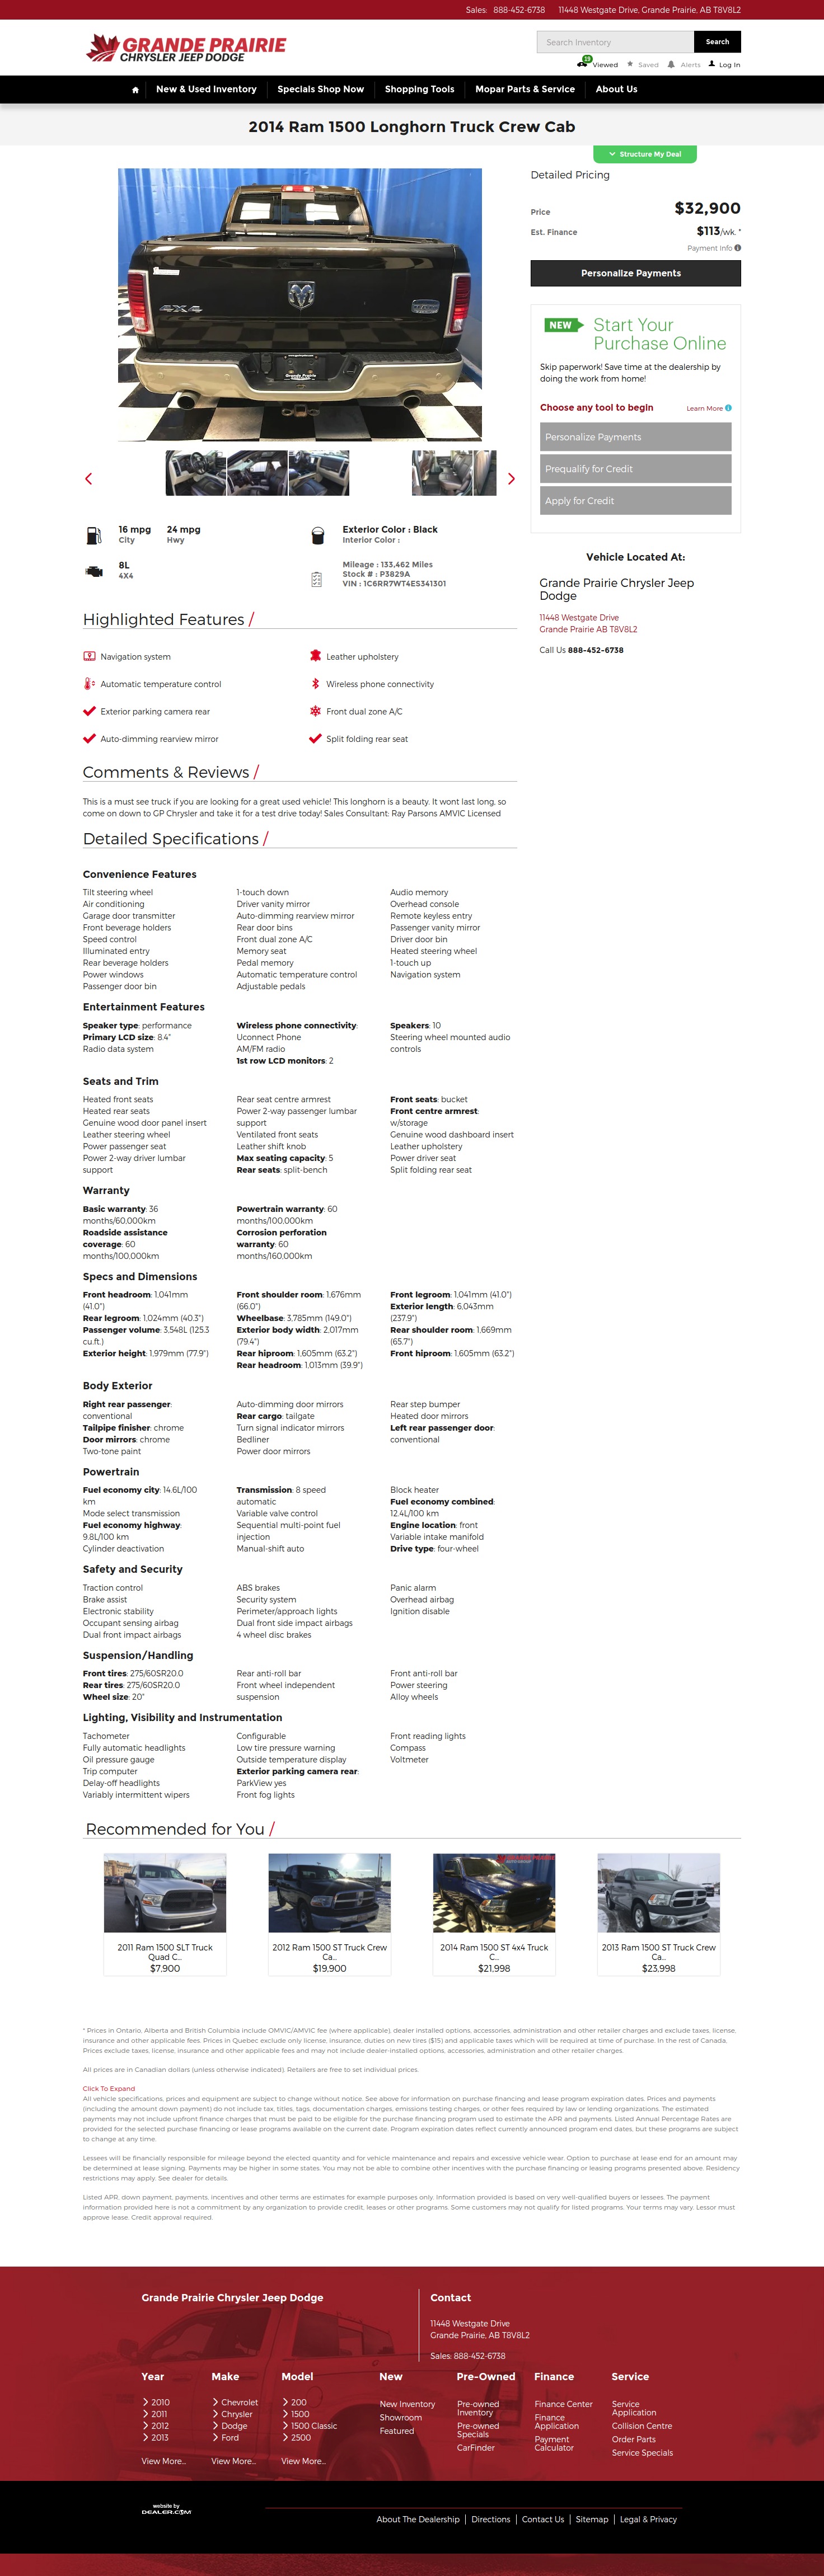 Sales: 888-452-6738 11448 Westgate Drive, Grande Prairie, AB T8V8L2
GRANDE PRAIRIE
CHRYSLER JEEP DODGE
Search Inventory
Search
Viewed Saved Alerts Log In
New & Used Inventory Specials Shop Now Shopping Tools Mopar Parts & Service About Us
2014 Ram 1500 Longhorn Truck Crew Cab
Structure My Deal
Detailed Pricing
Price $32,900
Est. Finance $113/wk. *
Payment Info
Personalize Payments
4X4
NEW
Start Your
Purchase Online
Skip paperwork! Save time at the dealership by
doing the work from home!
Choose any tool to begin Learn More
Personalize Payments
Prequalify for Credit
Apply for Credit
Vehicle Located At:
Grande Prairie Chrysler Jeep
Dodge
11448 Westgate Drive
Grande Prairie AB T8V8L2
Call Us 888-452-6738
16 mpg 24 mpg
City Hwy
8L
4X4
Exterior Color : Black
Interior Color :
Mileage : 133,462 Miles
Stock # : P3829A
VIN : 1C6RR7WT4ES341301
Highlighted Features /
Navigation system Leather upholstery
Automatic temperature control Wireless phone connectivity
Exterior parking camera rear Front dual zone A/C
Auto-dimming rearview mirror Split folding rear seat
Comments & Reviews /
This is a must see truck if you are looking for a great used vehicle! This longhorn is a beauty. It wont last long, so
come on down to GP Chrysler and take it for a test drive today! Sales Consultant: Ray Parsons AMVIC Licensed
Detailed Specifications /
Convenience Features
Tilt steering wheel 1-touch down Audio memory
Air conditioning Driver vanity mirror Overhead console
Garage door transmitter Auto-dimming rearview mirror Remote keyless entry
Front beverage holders Rear door bins Passenger vanity mirror
Speed control Front dual zone A/C Driver door bin
Illuminated entry Memory seat Heated steering wheel
Rear beverage holders Pedal memory 1-touch up
Power windows Automatic temperature control Navigation system
Passenger door bin Adjustable pedals
Entertainment Features
Speaker type: performance Wireless phone connectivity: Speakers: 10
Primary LCD size: 8.4" Uconnect Phone Steering wheel mounted audio
Radio data system AM/FM radio controls
1st row LCD monitors: 2
Seats and Trim
Heated front seats Rear seat centre armrest Front seats: bucket
Heated rear seats Power 2-way passenger lumbar Front centre armrest:
Genuine wood door panel insert support w/storage
Leather steering wheel Ventilated front seats Genuine wood dashboard insert
Power passenger seat Leather shift knob Leather upholstery
Power 2-way driver lumbar Max seating capacity: 5 Power driver seat
support Rear seats: split-bench Split folding rear seat
Warranty
Basic warranty: 36 Powertrain warranty: 60
months/60,000km months/100,000km
Roadside assistance Corrosion perforation
coverage: 60 warranty: 60
months/100,000km months/160,000km
Specs and Dimensions
Front headroom: 1,041mm Front shoulder room: 1,676mm Front legroom: 1,041mm (41.0")
(41.0") (66.0") Exterior length: 6,043mm
Rear legroom: 1,024mm (40.3") Wheelbase: 3,785mm (149.0") (237.9")
Passenger volume: 3,548L (125.3 Exterior body width: 2,017mm Rear shoulder room: 1,669mm
cu.ft.) (79.4") (65.7")
Exterior height: 1,979mm (77.9") Rear hiproom: 1,605mm (63.2") Front hiproom: 1,605mm (63.2")
Rear headroom: 1,013mm (39.9")
Body Exterior
Right rear passenger: Auto-dimming door mirrors Rear step bumper
conventional Rear cargo: tailgate Heated door mirrors
Tailpipe finisher: chrome Turn signal indicator mirrors Left rear passenger door:
Door mirrors: chrome Bedliner conventional
Two-tone paint Power door mirrors
Powertrain
Fuel economy city: 14.6L/100 Transmission: 8 speed Block heater
km automatic Fuel economy combined:
Mode select transmission Variable valve control 12.4L/100 km
Fuel economy highway: Sequential multi-point fuel Engine location: front
9.8L/100 km injection Variable intake manifold
Cylinder deactivation Manual-shift auto Drive type: four-wheel
Safety and Security
Traction control ABS brakes Panic alarm
Brake assist Security system Overhead airbag
Electronic stability Perimeter/approach lights Ignition disable
Occupant sensing airbag Dual front side impact airbags
Dual front impact airbags 4 wheel disc brakes
Suspension/Handling
Front tires: 275/60SR20.0 Rear anti-roll bar Front anti-roll bar
Rear tires: 275/60SR20.0 Front wheel independent Power steering
Wheel size: 20" suspension Alloy wheels
Lighting, Visibility and Instrumentation
Tachometer Configurable Front reading lights
Fully automatic headlights Low tire pressure warning Compass
Oil pressure gauge Outside temperature display Voltmeter
Trip computer Exterior parking camera rear:
Delay-off headlights ParkView yes
Variably intermittent wipers Front fog lights
Recommended for You /
2011 Ram 1500 SLT Truck 2012 Ram 1500 ST Truck Crew 2014 Ram 1500 ST 4x4 Truck 2013 Ram 1500 ST Truck Crew
Quad C... Ca... C... Ca...
$7,900 $19,900 $21,998 $23,998
* Prices in Ontario, Alberta and British Columbia include OMVIC/AMVIC fee (where applicable), dealer installed options, accessories, administration and other retailer charges and exclude taxes, license,
insurance and other applicable fees. Prices in Quebec exclude only license, insurance, duties on new tires ($15) and applicable taxes which will be required at time of purchase. In the rest of Canada,
Prices exclude taxes, license, insurance and other applicable fees and may not include dealer-installed options, accessories, administration and other retailer charges.
All prices are in Canadian dollars (unless otherwise indicated). Retailers are free to set individual prices.
Click To Expand
All vehicle specifications, prices and equipment are subject to change without notice. See above for information on purchase financing and lease program expiration dates. Prices and payments
(including the amount down payment) do not include tax, titles, tags, documentation charges, emissions testing charges, or other fees required by law or lending organizations. The estimated
payments may not include upfront finance charges that must be paid to be eligible for the purchase financing program used to estimate the APR and payments. Listed Annual Percentage Rates are
provided for the selected purchase financing or lease programs available on the current date. Program expiration dates reflect currently announced program end dates, but these programs are subject
to change at any time.
Lessees will be financially responsible for mileage beyond the elected quantity and for vehicle maintenance and repairs and excessive vehicle wear. Option to purchase at lease end for an amount may
be determined at lease signing. Payments may be higher in some states. You may not be able to combine other incentives with the purchase financing or leasing programs presented above. Residency
restrictions may apply. See dealer for details.
Listed APR, down payment, payments, incentives and other terms are estimates for example purposes only. Information provided is based on very well-qualified buyers or lessees. The payment
information provided here is not a commitment by any organization to provide credit, leases or other programs. Some customers may not qualify for listed programs. Your terms may vary. Lessor must
approve lease. Credit approval required.
Grande Prairie Chrysler Jeep Dodge
Contact
11448 Westgate Drive
Grande Prairie, AB T8V8L2
Sales: 888-452-6738
Year Make Model New Pre-Owned Finance Service
2010
2011
2012
2013
View More...
Chevrolet
Chrysler
Dodge
Ford
View More...
200
1500
1500 Classic
2500
View More...
New Inventory
Showroom
Featured
Pre-owned
Inventory
Pre-owned
Specials
CarFinder
Finance Center
Finance
Application
Payment
Calculator
Service
Application
Collision Centre
Order Parts
Service Specials
website by
DEALER.COM
About The Dealership | Directions | Contact Us | Sitemap | Legal & Privacy